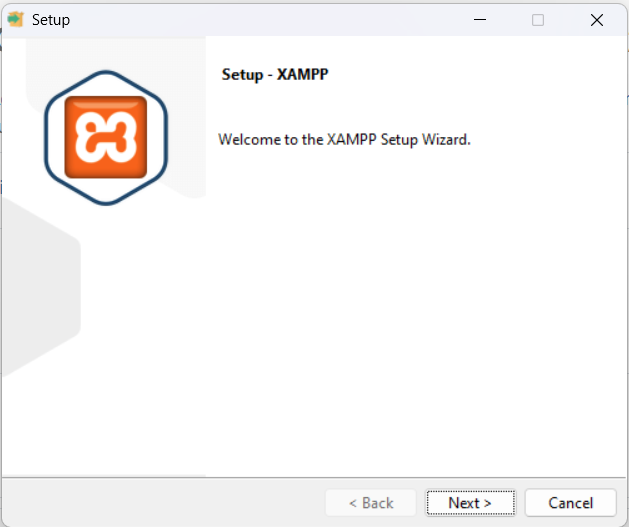 Setup
Setup - XAMPP
Welcome to the XAMPP Setup Wizard.
< Back
Next >
Cancel